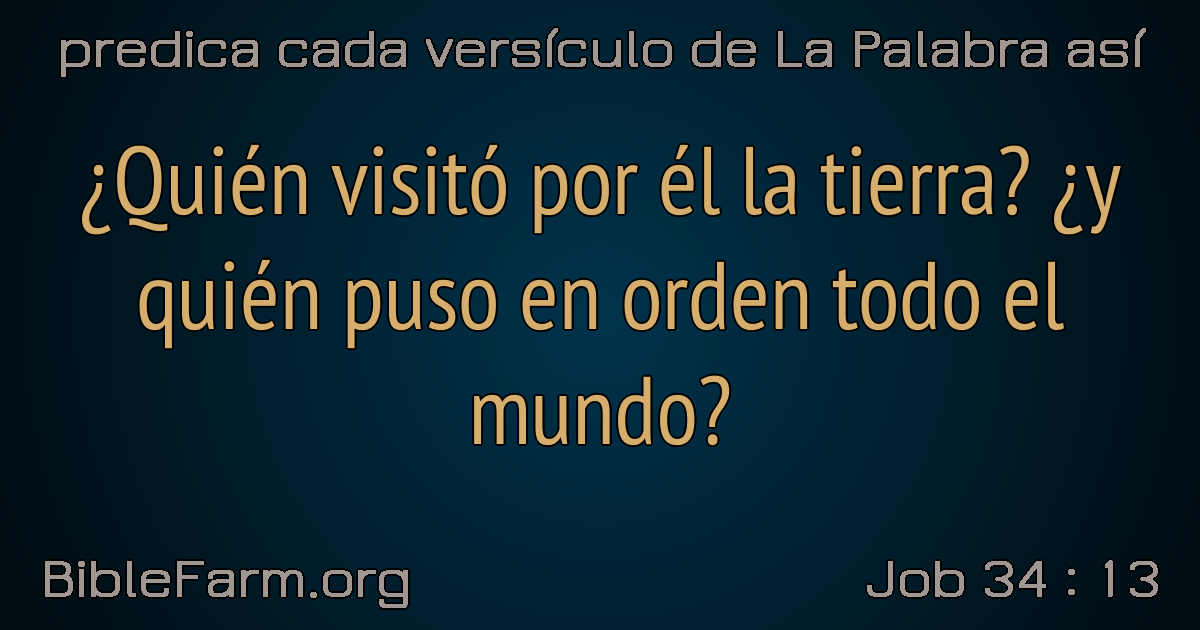 predica cada versículo de La Palabra así
¿Quién visitó por él la tierra? ¿y
quién puso en orden todo el
mundo?
BibleFarm.org
Job 34 : 13